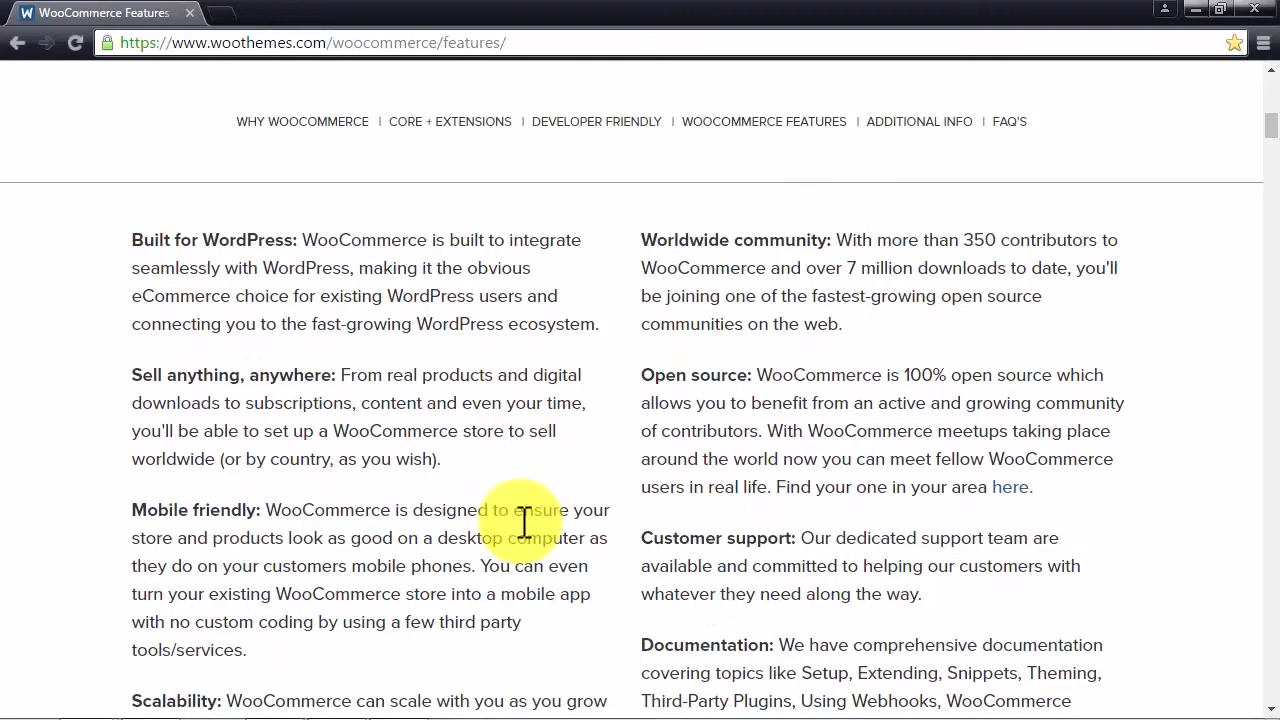 WooCommerce Features
https://www.woothemes.com/woocommerce/features/
WHY WOOCOMMERCE | CORE + EXTENSIONS | DEVELOPER FRIENDLY | WOOCOMMERCE FEATURES | ADDITIONAL INFO | FAQ'S
Built for WordPress: WooCommerce is built to integrate
seamlessly with WordPress, making it the obvious
eCommerce choice for existing WordPress users and
connecting you to the fast-growing WordPress ecosystem.
Sell anything, anywhere: From real products and digital
downloads to subscriptions, content and even your time,
you'll be able to set up a WooCommerce store to sell
worldwide (or by country, as you wish).
Mobile friendly: WooCommerce is designed to ensure your
store and products look as good on a desktop computer as
they do on your customers mobile phones. You can even
turn your existing WooCommerce store into a mobile app
with no custom coding by using a few third party
tools/services.
Scalability: WooCommerce can scale with you as you grow
Worldwide community: With more than 350 contributors to
WooCommerce and over 7 million downloads to date, you'll
be joining one of the fastest-growing open source
communities on the web.
Open source: WooCommerce is 100% open source which
allows you to benefit from an active and growing community
of contributors. With WooCommerce meetups taking place
around the world now you can meet fellow WooCommerce
users in real life. Find your one in your area here.
Customer support: Our dedicated support team are
available and committed to helping our customers with
whatever they need along the way.
Documentation: We have comprehensive documentation
covering topics like Setup, Extending, Snippets, Theming,
Third-Party Plugins, Using Webhooks, WooCommerce